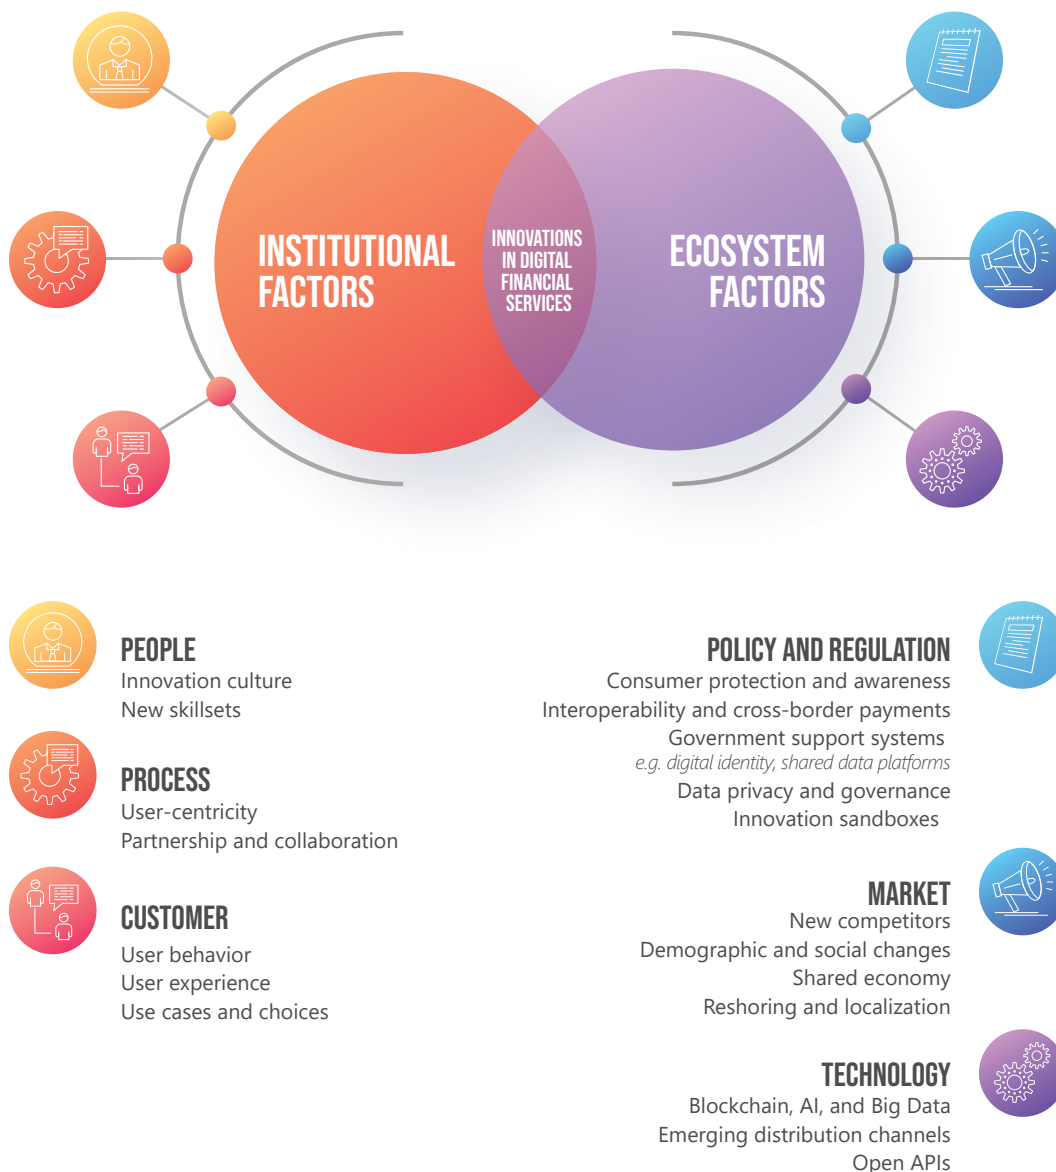 INSTITUTIONAL
FACTORS
INNOVATIONS
IN DIGITAL
FINANCIAL
SERVICES
ECOSYSTEM
FACTORS
PEOPLE
Innovation culture
New skillsets
PROCESS
User-centricity
Partnership and collaboration
CUSTOMER
User behavior
User experience
Use cases and choices
POLICY AND REGULATION
Consumer protection and awareness
Interoperability and cross-border payments
Government support systems
e.g. digital identity, shared data platforms
Data privacy and governance
Innovation sandboxes
MARKET
New competitors
Demographic and social changes
Shared economy
Reshoring and localization
TECHNOLOGY
Blockchain, AI, and Big Data
Emerging distribution channels
Open APIs